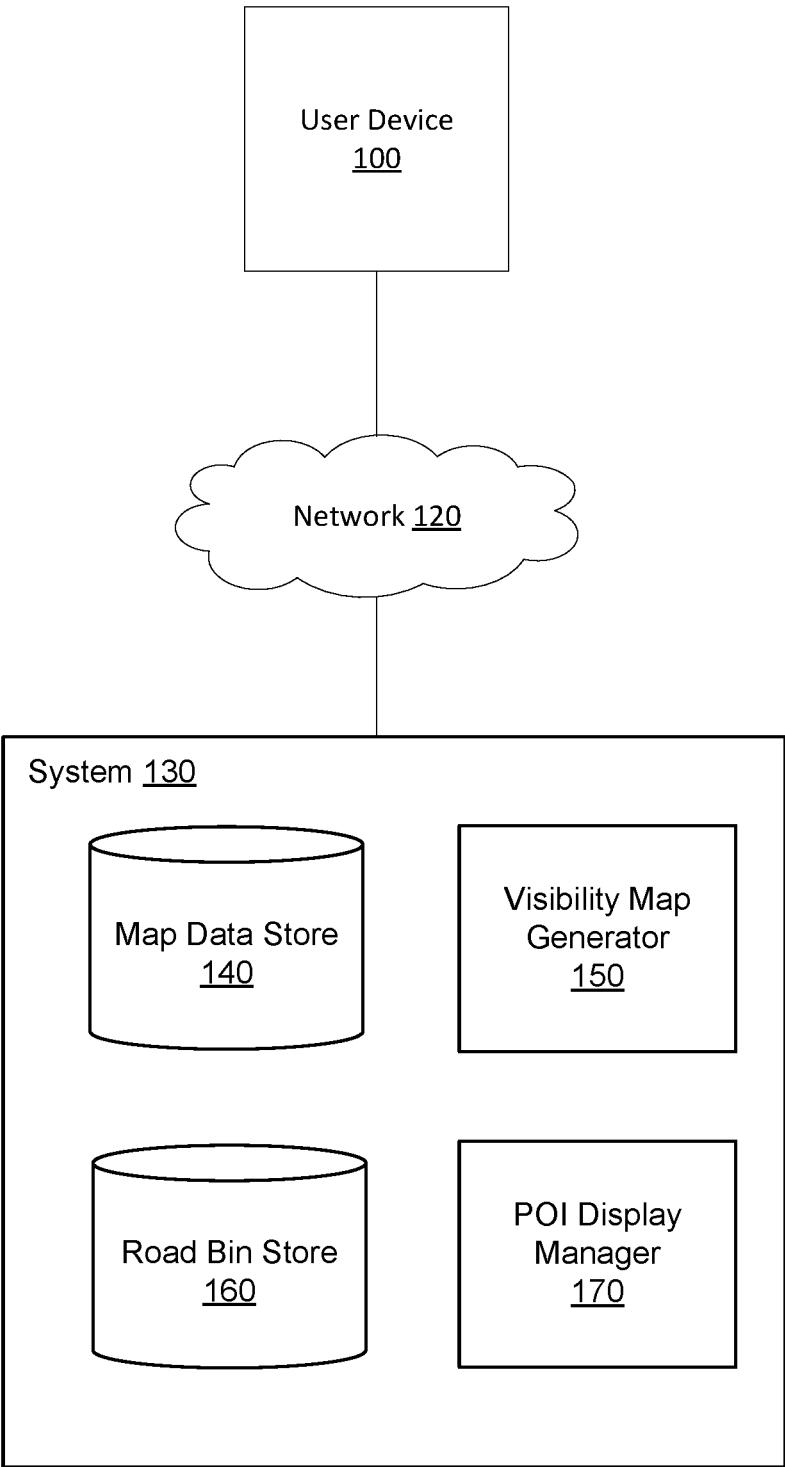 User Device
100
Network 120
System 130
Map Data Store
140
Visibility Map
Generator
150
Road Bin Store
160
POI Display
Manager
170